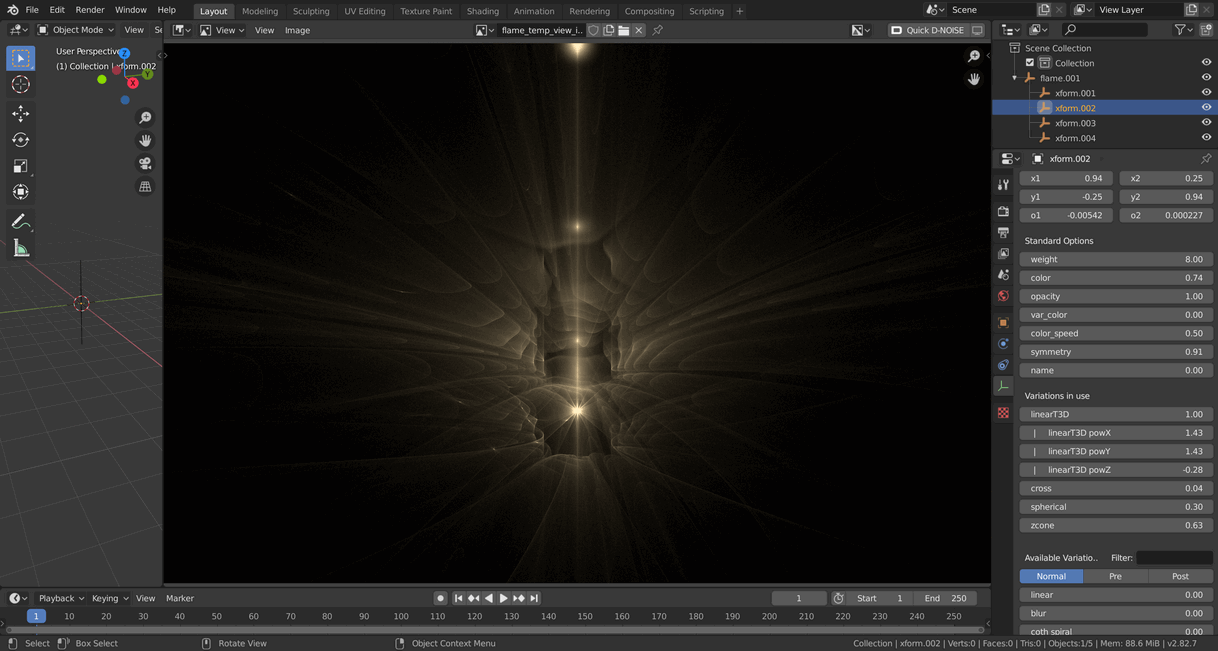 File Edit Render Window Help Layout Modeling Sculpting UV Editing Texture Paint Shading Animation Rendering Compositing Scripting + Scene View Layer
Object Mode View View View Image flame_temp_view_i.. Quick D-NOISE
User Perspective
(1) Collection | xform.002
Z
Y
X
Scene Collection
Collection
flame.001
xform.001
xform.002
xform.003
xform.004
xform.002
x1 0.94 x2 0.25
y1 -0.25 y2 0.94
o1 -0.00542 o2 0.000227
Standard Options
weight 8.00
color 0.74
opacity 1.00
var_color 0.00
color_speed 0.50
symmetry 0.91
name 0.00
Variations in use
linearT3D 1.00
| linearT3D powX 1.43
| linearT3D powY 1.43
| linearT3D powZ -0.28
cross 0.04
spherical 0.30
zcone 0.63
Available Variatio.. Filter:
Normal Pre Post
linear 0.00
blur 0.00
coth spiral 0.00
Playback Keying View Marker 1 Start 1 End 250
1 10 20 30 40 50 60 70 80 90 100 110 120 130 140 150 160 170 180 190 200 210 220 230 240 250
Select Box Select Rotate View Object Context Menu Collection | xform.002 | Verts:0 | Faces:0 | Tris:0 | Objects:1/5 | Mem: 88.6 MiB | v2.82.7